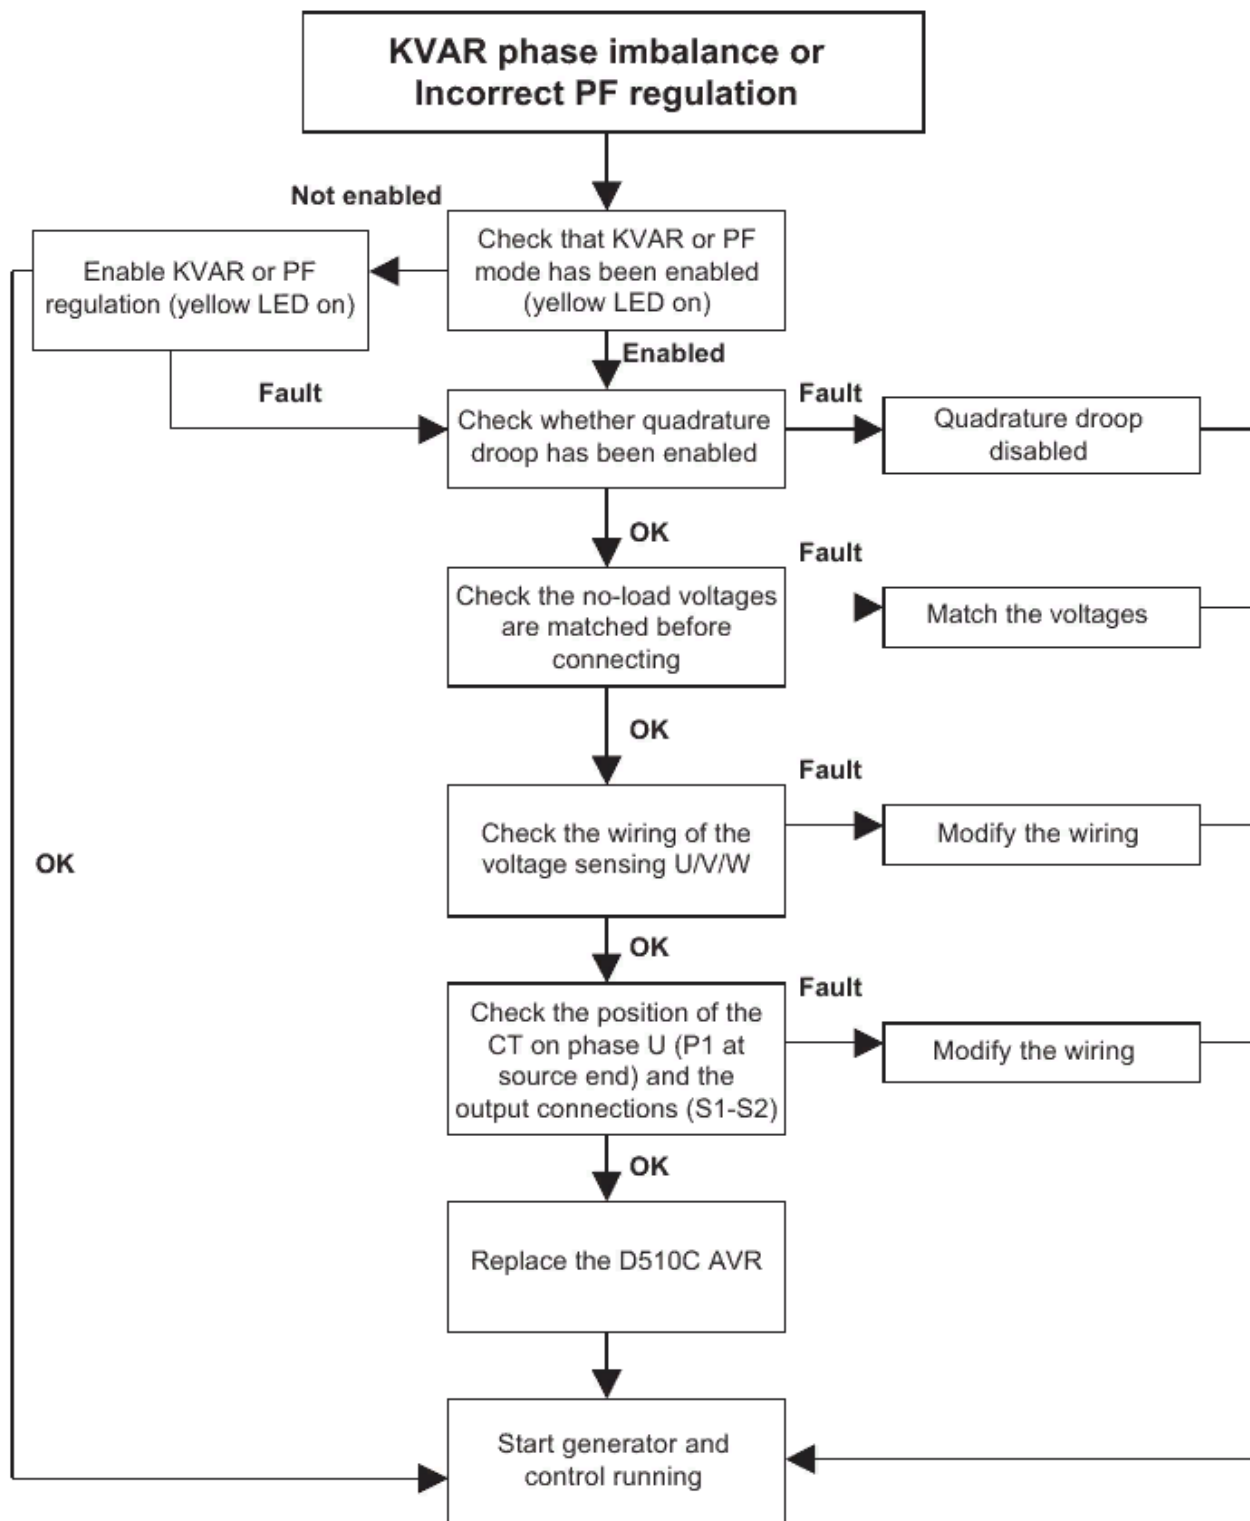 KVAR phase imbalance or
Incorrect PF regulation
Not enabled
Check that KVAR or PF
mode has been enabled
(yellow LED on)
Enable KVAR or PF
regulation (yellow LED on)
Enabled
Fault
Fault
Check whether quadrature
droop has been enabled
Quadrature droop
disabled
OK
Fault
Check the no-load voltages
are matched before
connecting
Match the voltages
OK
Fault
Check the wiring of the
voltage sensing U/V/W
Modify the wiring
OK
OK
Fault
Check the position of the
CT on phase U (P1 at
source end) and the
output connections (S1-S2)
Modify the wiring
OK
Replace the D510C AVR
Start generator and
control running